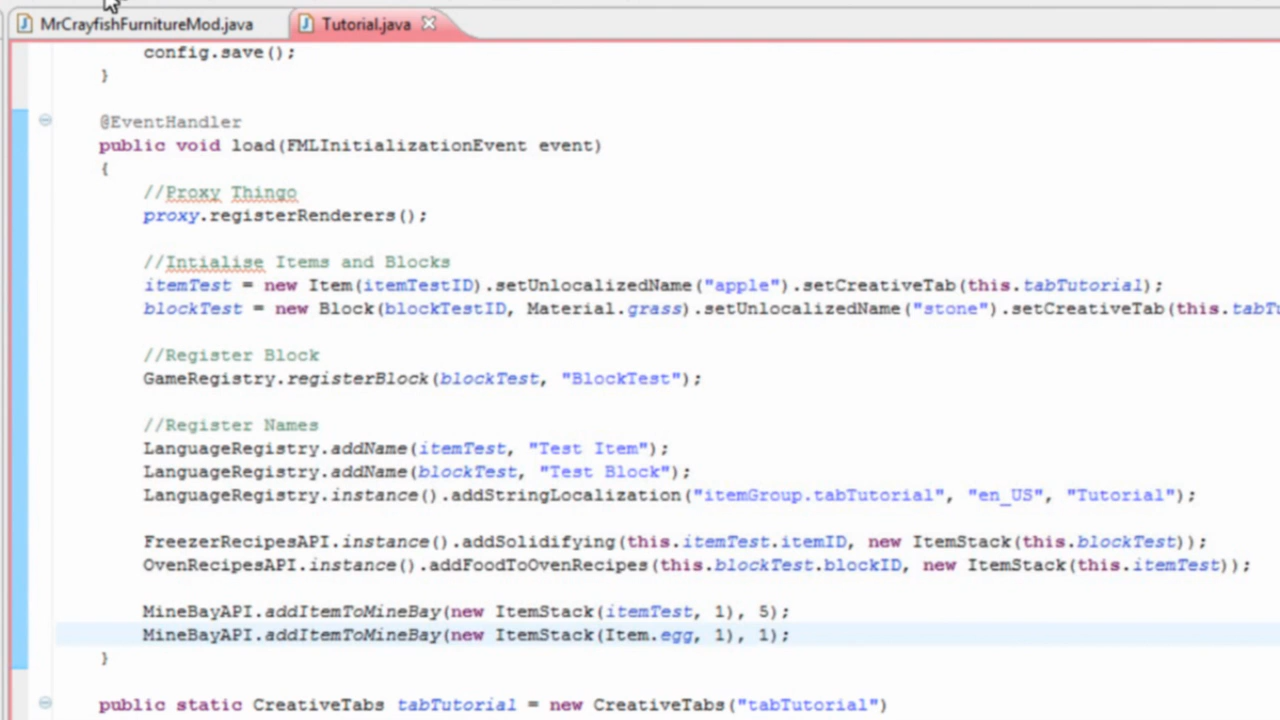 MrCrayfishFurnitureMod.java
Tutorial.java
config.save();
}
@EventHandler
public void load(FMLInitializationEvent event)
{
//Proxy Thingo
proxy.registerRenderers();
//Intialise Items and Blocks
itemTest = new Item(itemTestID).setUnlocalizedName("apple").setCreativeTab(this.tabTutorial);
blockTest = new Block(blockTestID, Material.grass).setUnlocalizedName("stone").setCreativeTab(this.tabTu
//Register Block
GameRegistry.registerBlock(blockTest, "BlockTest");
//Register Names
LanguageRegistry.addName(itemTest, "Test Item");
LanguageRegistry.addName(blockTest, "Test Block");
LanguageRegistry.instance().addStringLocalization("itemGroup.tabTutorial", "en_US", "Tutorial");
FreezerRecipesAPI.instance().addSolidifying(this.itemTest.itemID, new ItemStack(this.blockTest));
OvenRecipesAPI.instance().addFoodToOvenRecipes(this.blockTest.blockID, new ItemStack(this.itemTest));
MineBayAPI.addItemToMineBay(new ItemStack(itemTest, 1), 5);
MineBayAPI.addItemToMineBay(new ItemStack(Item.egg, 1), 1);
}
public static CreativeTabs tabTutorial = new CreativeTabs("tabTutorial")